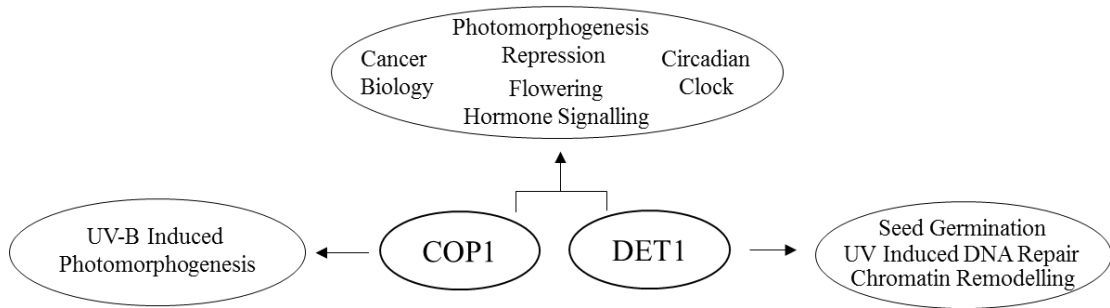 Photomorphogenesis
Repression
Cancer
Biology
Flowering
Hormone Signalling
Circadian
Clock
UV-B Induced
Photomorphogenesis
COP1
DET1
Seed Germination
UV Induced DNA Repair
Chromatin Remodelling